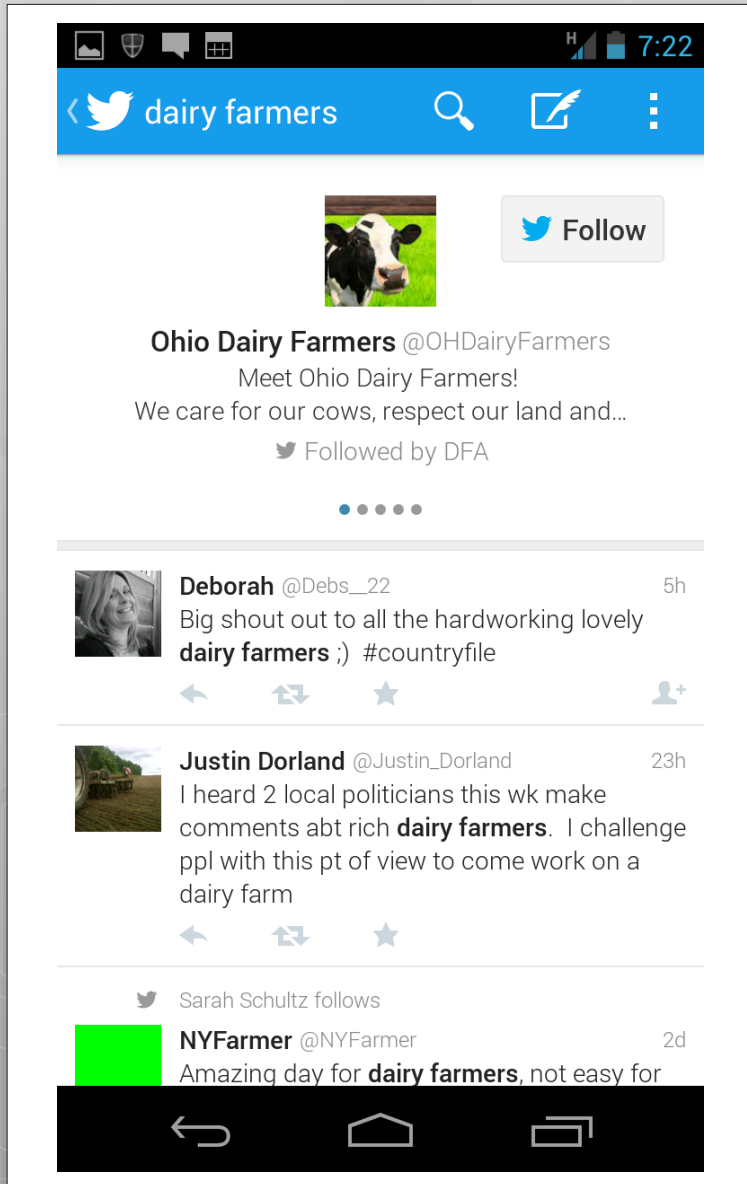 H 7:22
dairy farmers
Follow
Ohio Dairy Farmers @OHDairyFarmers
Meet Ohio Dairy Farmers!
We care for our cows, respect our land and...
Followed by DFA
Deborah @Debs__22 5h
Big shout out to all the hardworking lovely
dairy farmers ;) #countryfile
Justin Dorland @Justin_Dorland 23h
I heard 2 local politicians this wk make
comments abt rich dairy farmers. I challenge
ppl with this pt of view to come work on a
dairy farm
Sarah Schultz follows
NYFarmer @NYFarmer 2d
Amazing day for dairy farmers, not easy for